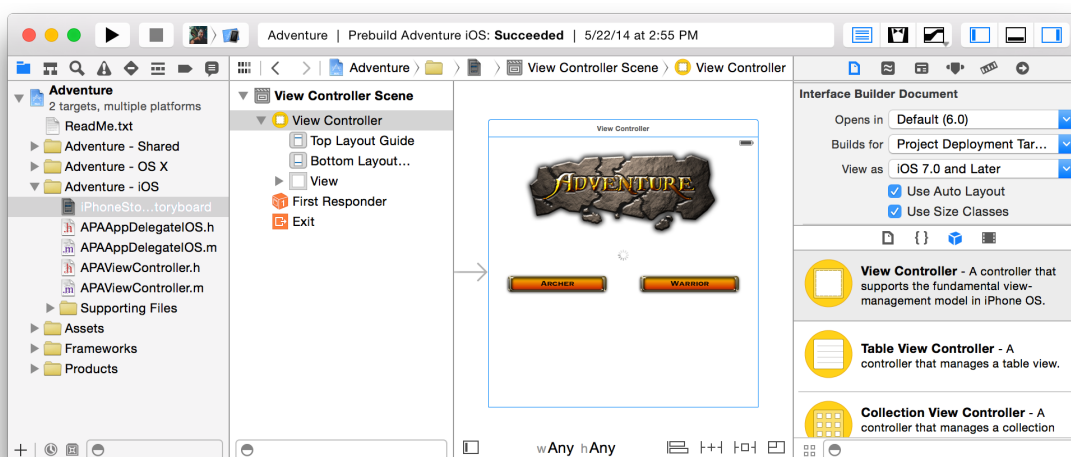 Adventure | Prebuild Adventure iOS: Succeeded | 5/22/14 at 2:55 PM
Adventure
View Controller Scene
View Controller
Adventure
2 targets, multiple platforms
ReadMe.txt
Adventure - Shared
Adventure - OS X
Adventure - iOS
iPhoneSto...toryboard
APAAppDelegateIOS.h
APAAppDelegateIOS.m
APAViewController.h
APAViewController.m
Supporting Files
Assets
Frameworks
Products
View Controller Scene
View Controller
Top Layout Guide
Bottom Layout...
View
First Responder
Exit
View Controller
ADVENTURE
ARCHER
WARRIOR
wAny hAny
Interface Builder Document
Opens in Default (6.0)
Builds for Project Deployment Tar...
View as iOS 7.0 and Later
Use Auto Layout
Use Size Classes
View Controller - A controller that
supports the fundamental view-
management model in iPhone OS.
Table View Controller - A
controller that manages a table view.
Collection View Controller - A
controller that manages a collection